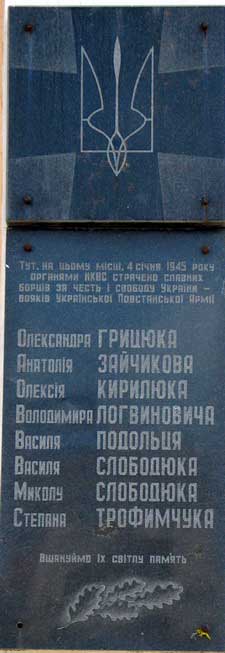 Тут, на цьому місці, 4 січня 1945 року
органами НКВС страчено славних
борців за честь і свободу України –
вояків Української Повстанської Армії
Олександра ГРИЦЮКА
Анатолія ЗАЙЧИКОВА
Олексія КИРИЛЮКА
Володимира ЛОГВИНОВИЧА
Василя ПОДОЛЬЦЯ
Василя СЛОБОДЮКА
Миколу СЛОБОДЮКА
Степана ТРОФИМЧУКА
Вшануймо їх світлу пам'ять